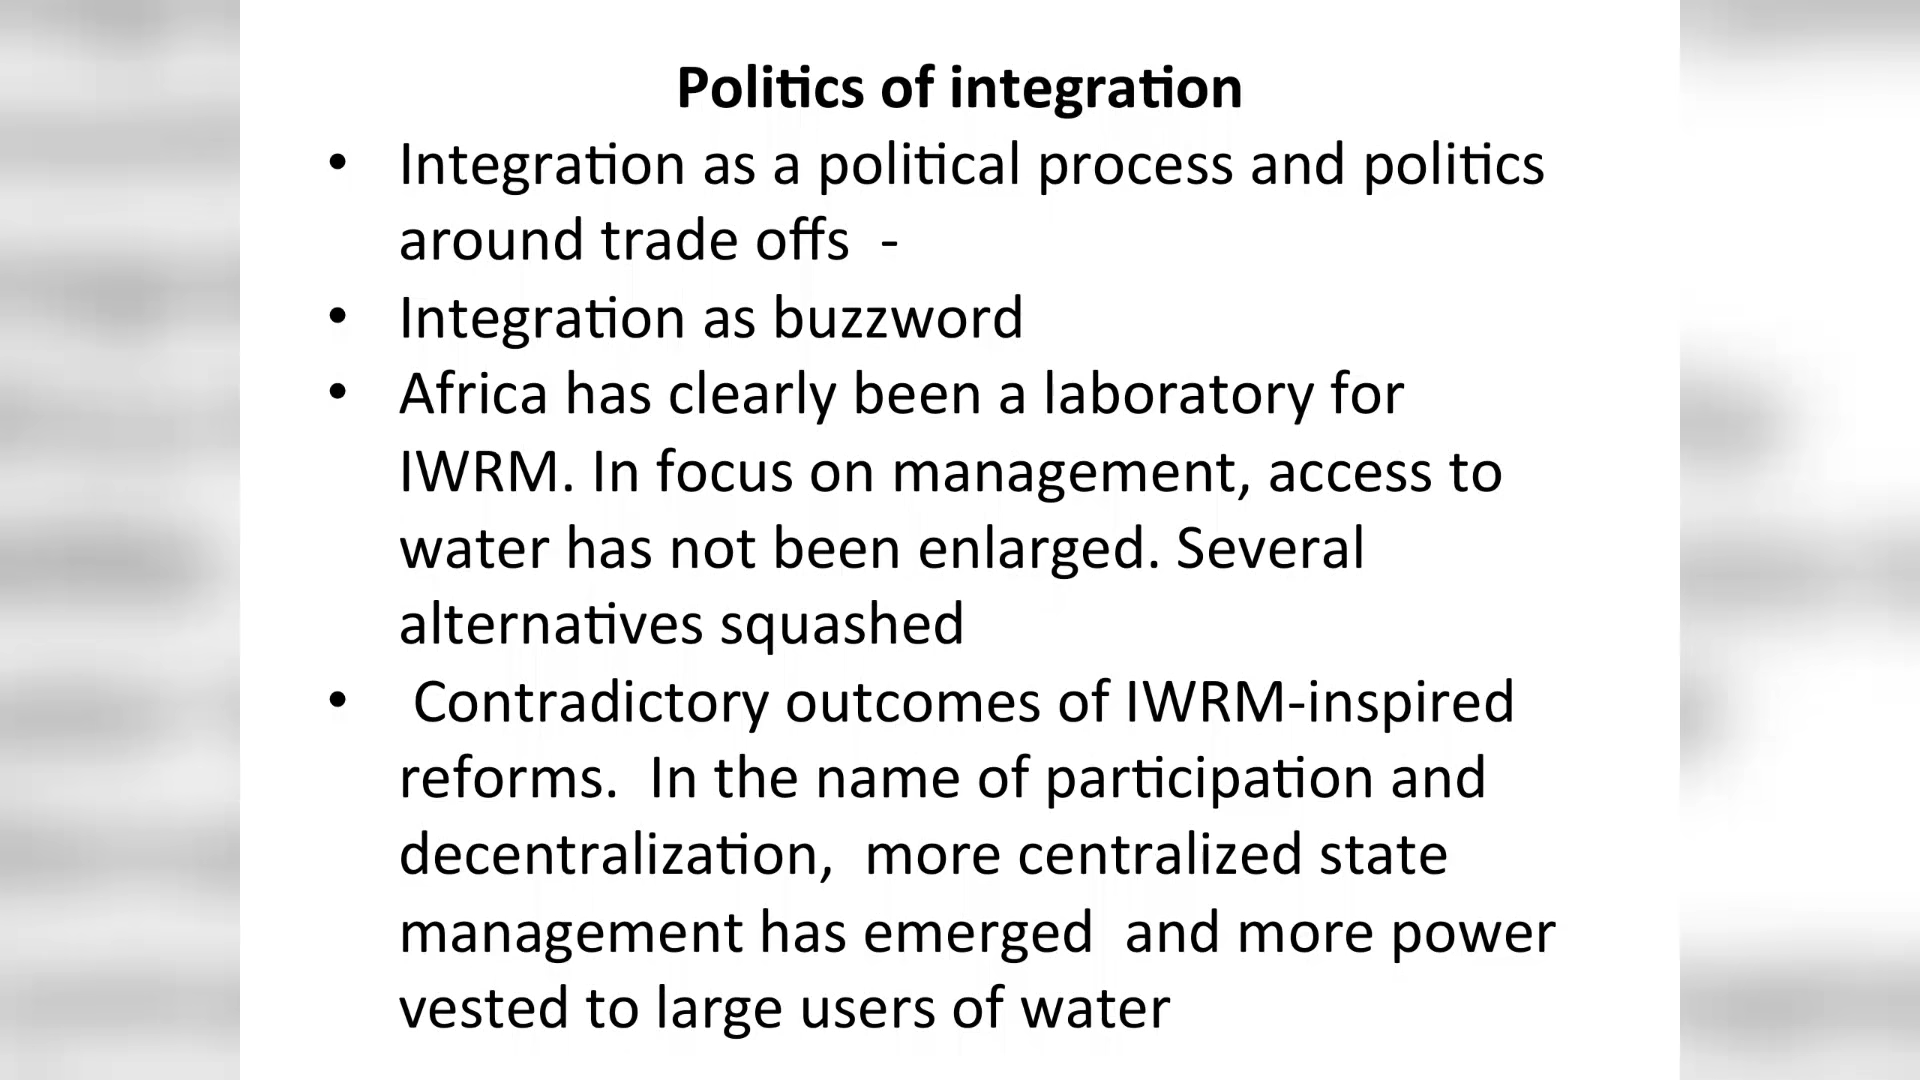 Politics of integration
• Integration as a political process and politics
around trade offs  -
• Integration as buzzword
• Africa has clearly been a laboratory for
IWRM. In focus on management, access to
water has not been enlarged. Several
alternatives squashed
•  Contradictory outcomes of IWRM-inspired
reforms.  In the name of participation and
decentralization,  more centralized state
management has emerged  and more power
vested to large users of water